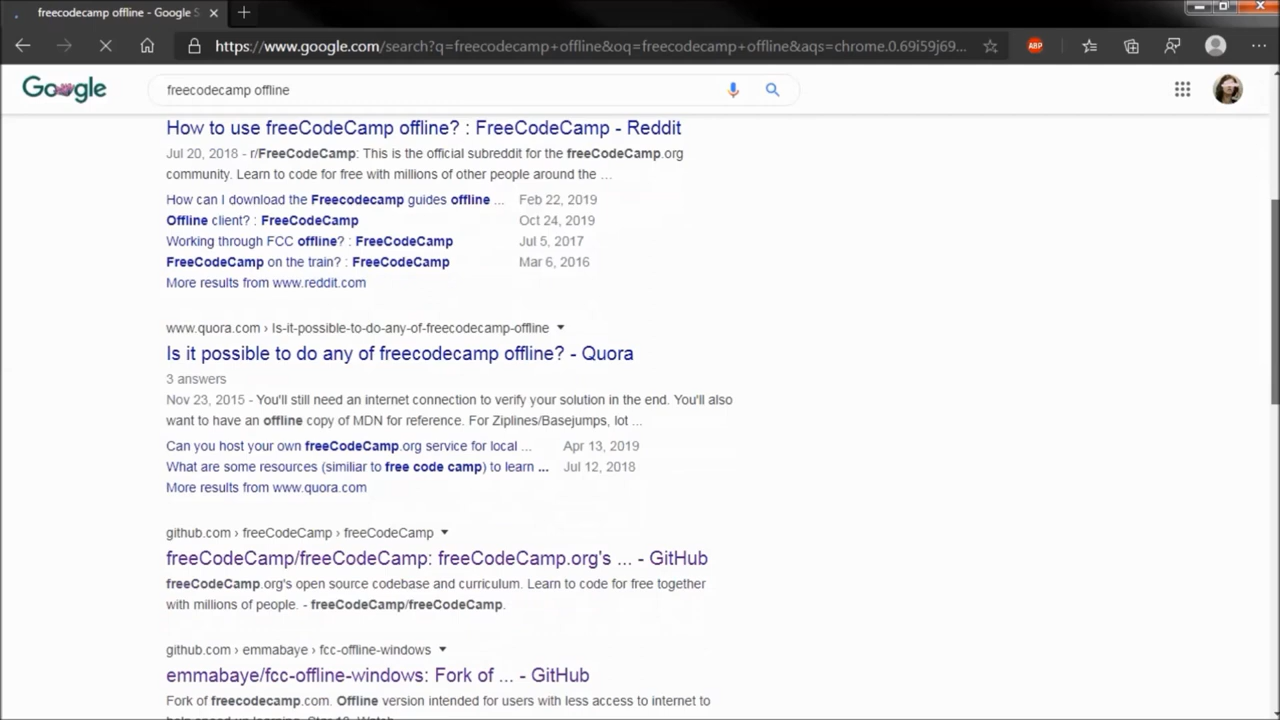 freecodecamp offline - Google S
https://www.google.com/search?q=freecodecamp+offline&oq=freecodecamp+offline&aqs=chrome.0.69i59j69...
ABP
Google
freecodecamp offline
How to use freeCodeCamp offline? : FreeCodeCamp - Reddit
Jul 20, 2018 - r/FreeCodeCamp: This is the official subreddit for the freeCodeCamp.org
community. Learn to code for free with millions of other people around the ...
How can I download the Freecodecamp guides offline ... Feb 22, 2019
Offline client? : FreeCodeCamp Oct 24, 2019
Working through FCC offline? : FreeCodeCamp Jul 5, 2017
FreeCodeCamp on the train? : FreeCodeCamp Mar 6, 2016
More results from www.reddit.com
www.quora.com › Is-it-possible-to-do-any-of-freecodecamp-offline
Is it possible to do any of freecodecamp offline? - Quora
3 answers
Nov 23, 2015 - You'll still need an internet connection to verify your solution in the end. You'll also
want to have an offline copy of MDN for reference. For Ziplines/Basejumps, lot ...
Can you host your own freeCodeCamp.org service for local ... Apr 13, 2019
What are some resources (similiar to free code camp) to learn ... Jul 12, 2018
More results from www.quora.com
github.com › freeCodeCamp › freeCodeCamp
freeCodeCamp/freeCodeCamp: freeCodeCamp.org's ... - GitHub
freeCodeCamp.org's open source codebase and curriculum. Learn to code for free together
with millions of people. - freeCodeCamp/freeCodeCamp.
github.com › emmabaye › fcc-offline-windows
emmabaye/fcc-offline-windows: Fork of ... - GitHub
Fork of freecodecamp.com. Offline version intended for users with less access to internet to